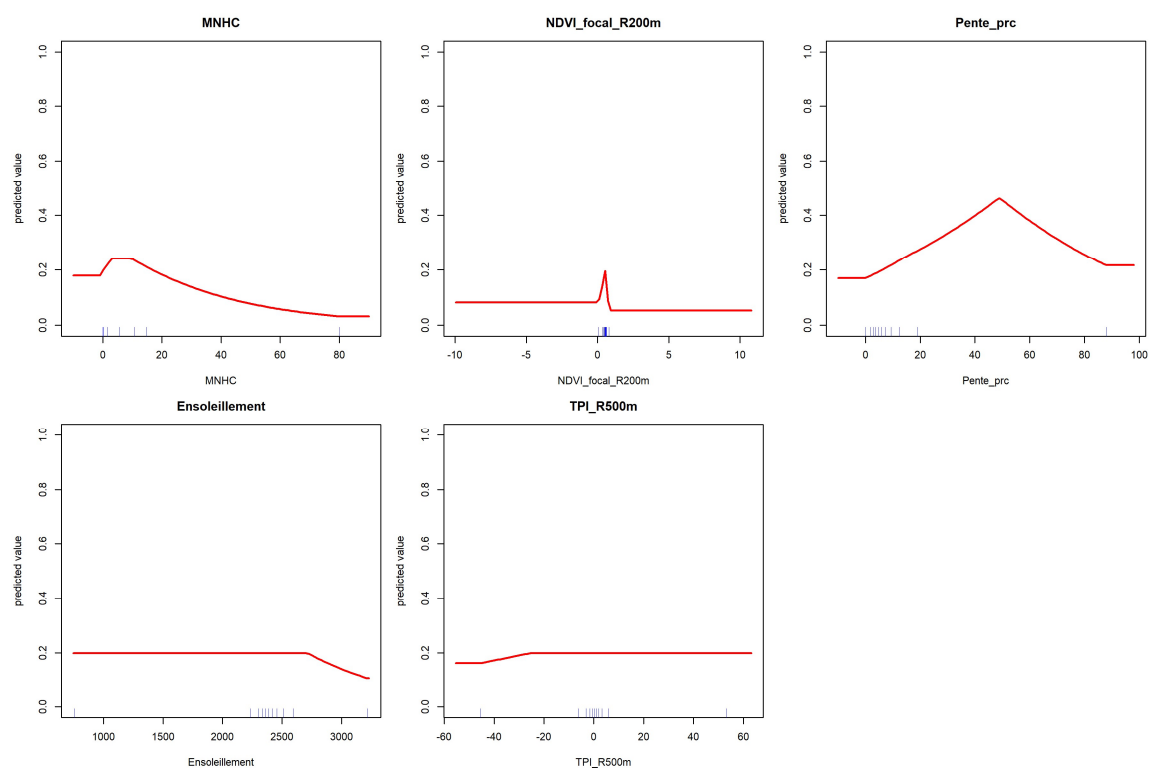 MNHC
NDVI_focal_R200m
Pente_prc
predicted value
0.0 0.2 0.4 0.6 0.8 1.0
0 20 40 60 80
MNHC
predicted value
0.0 0.2 0.4 0.6 0.8 1.0
-10 -5 0 5 10
NDVI_focal_R200m
predicted value
0.0 0.2 0.4 0.6 0.8 1.0
0 20 40 60 80 100
Pente_prc
Ensoleillement
TPI_R500m
predicted value
0.0 0.2 0.4 0.6 0.8 1.0
1000 1500 2000 2500 3000
Ensoleillement
predicted value
0.0 0.2 0.4 0.6 0.8 1.0
-60 -40 -20 0 20 40 60
TPI_R500m